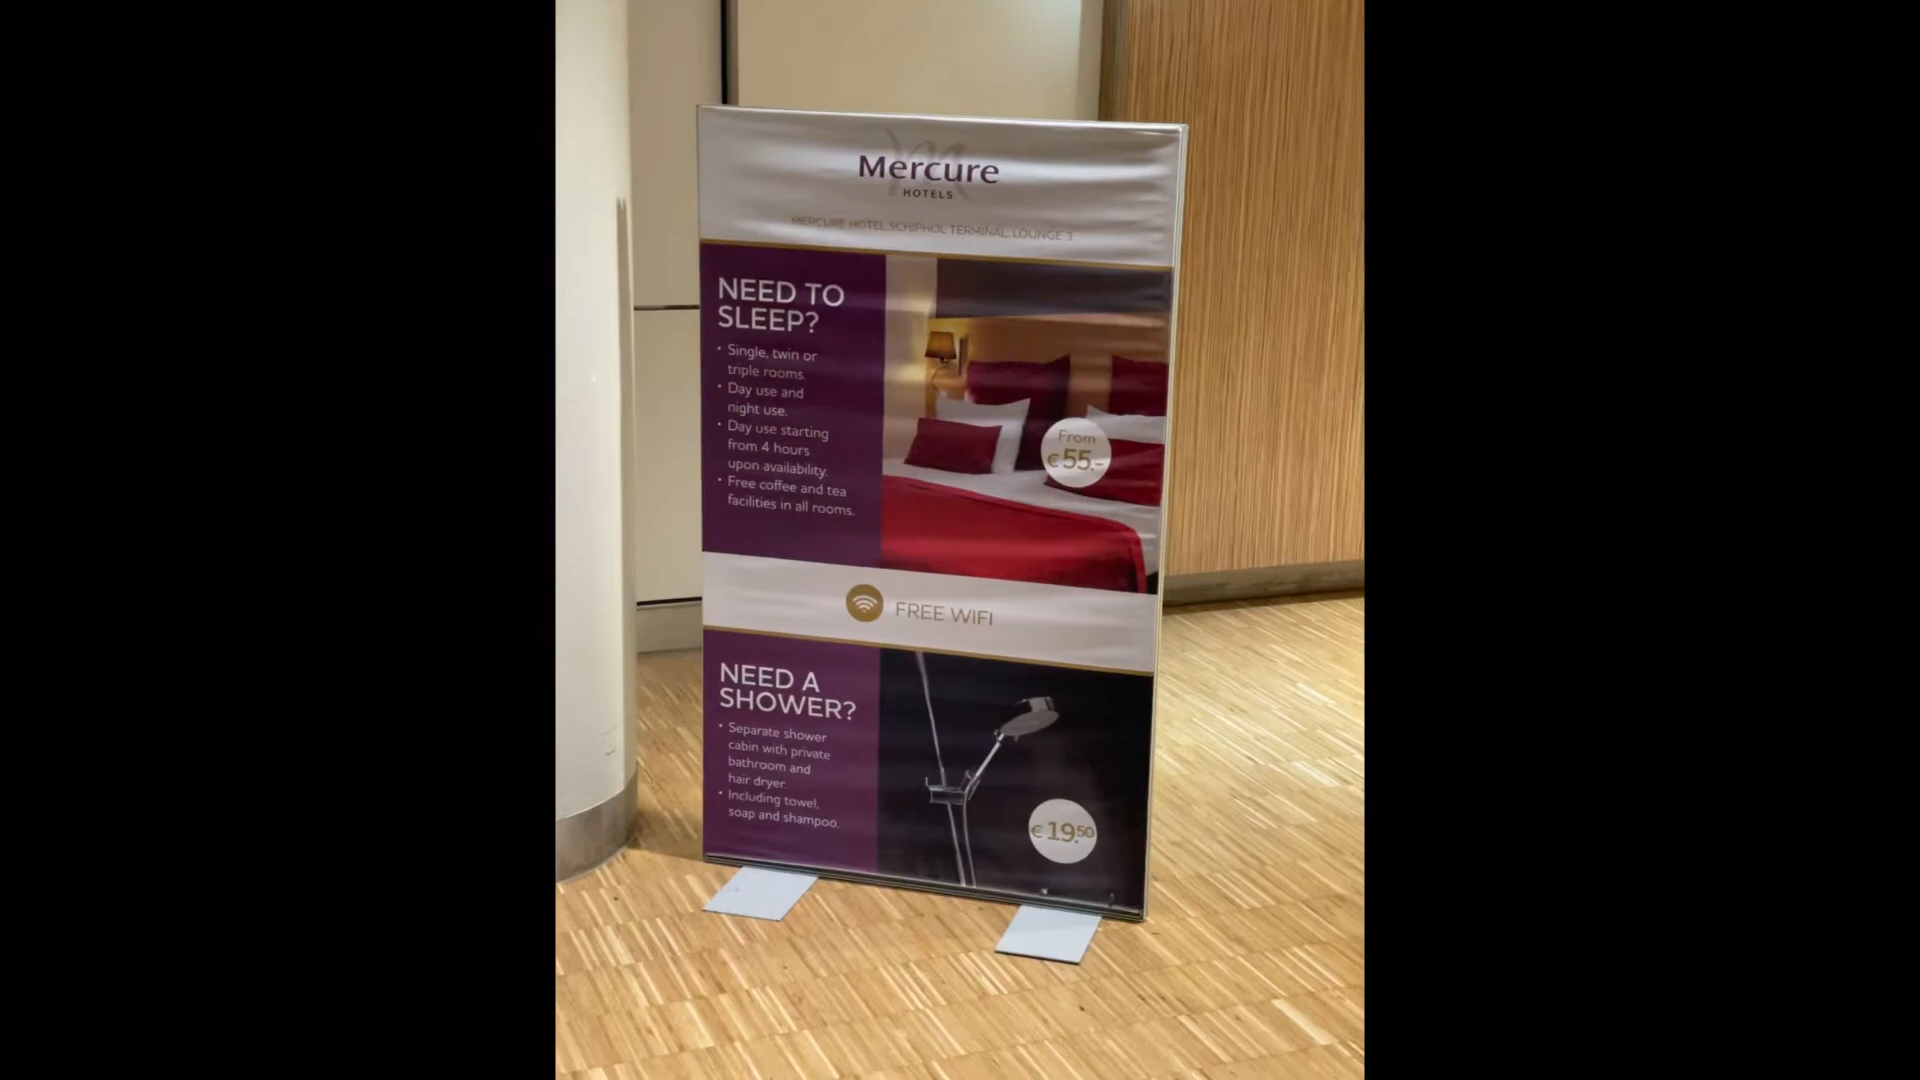 Mercure
HOTELS
MERCURE HOTEL SCHIPHOL TERMINAL, LOUNGE 3
NEED TO
SLEEP?
• Single, twin or
triple rooms.
• Day use and
night use.
• Day use starting
from 4 hours
upon availability.
• Free coffee and tea
facilities in all rooms.
From
€ 55.-
FREE WIFI
NEED A
SHOWER?
• Separate shower
cabin with private
bathroom and
hair dryer.
• Including towel,
soap and shampoo.
€ 19.50